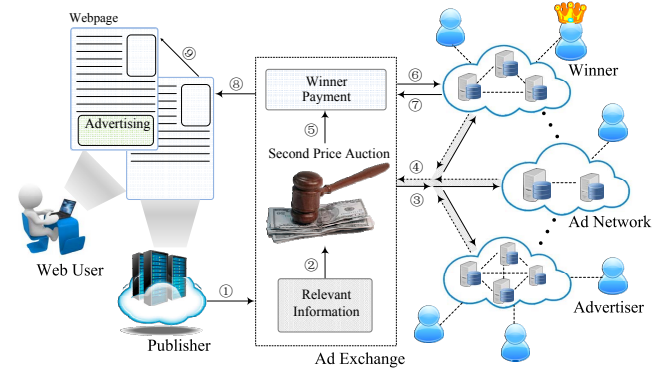 Webpage
Advertising
Web User
Publisher
①
②
Relevant
Information
Second Price Auction
⑤
Winner
Payment
Ad Exchange
③
④
⑥
⑦
⑧
⑨
Winner
Ad Network
Advertiser